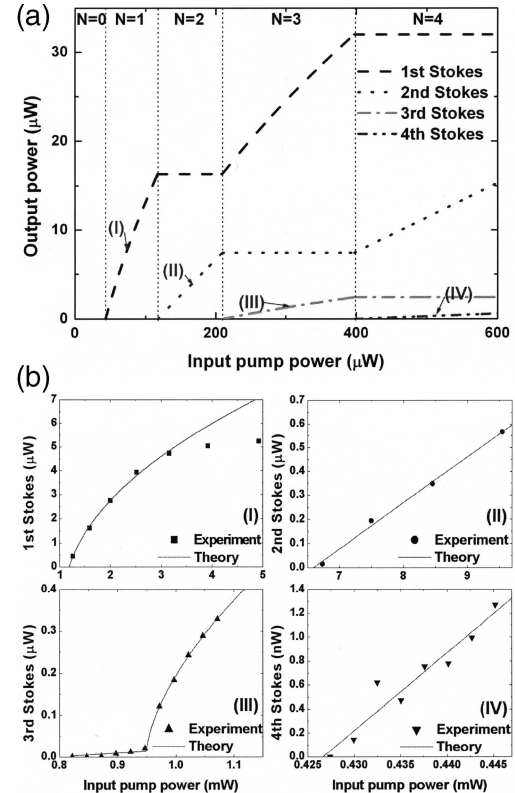 (a)
N=0 N=1 N=2 N=3 N=4
30
20
10
0
Output power (μW)
1st Stokes
2nd Stokes
3rd Stokes
4th Stokes
(I)
(II)
(III)
(IV)
0 200 400 600
Input pump power (μW)
(b)
7
6
5
4
3
2
1
0
1st Stokes (μW)
(I)
Experiment
Theory
1 2 3 4 5
0.7
0.6
0.5
0.4
0.3
0.2
0.1
0.0
2nd Stokes (μW)
(II)
Experiment
Theory
7 8 9
0.4
0.3
0.2
0.1
0.0
3rd Stokes (μW)
(III)
Experiment
Theory
0.8 0.9 1.0 1.1
Input pump power (mW)
1.4
1.2
1.0
0.8
0.6
0.4
0.2
0.0
4th Stokes (nW)
(IV)
Experiment
Theory
0.425 0.430 0.435 0.440 0.445
Input pump power (mW)